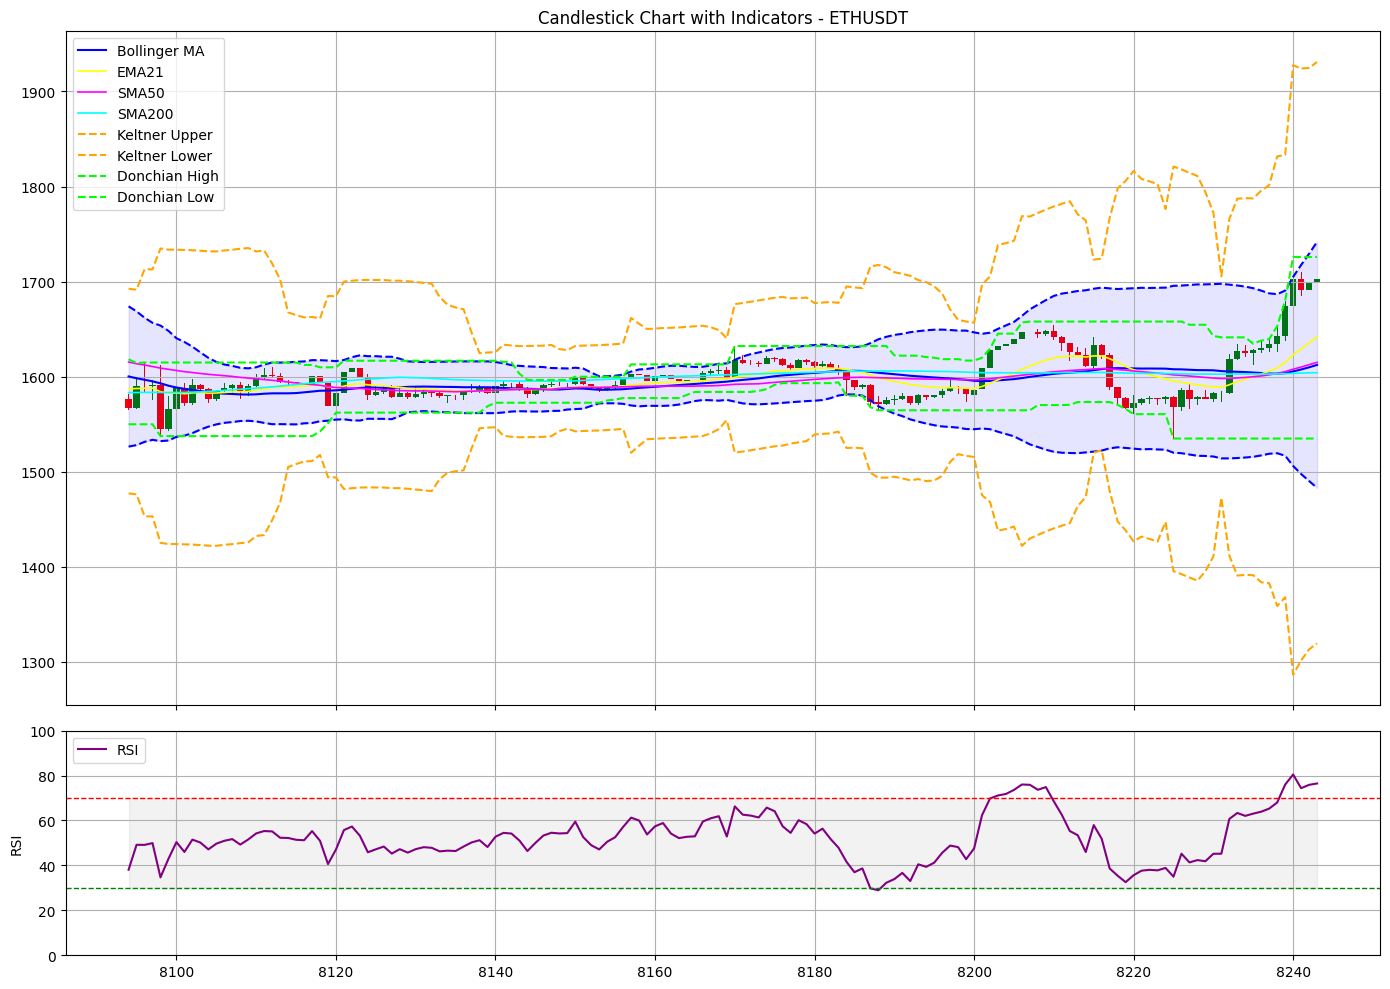 Candlestick Chart with Indicators - ETHUSDT
Bollinger MA
EMA21
SMA50
SMA200
Keltner Upper
Keltner Lower
Donchian High
Donchian Low
1900
1800
1700
1600
1500
1400
1300
RSI
100
80
60
40
20
0
RSI
8100
8120
8140
8160
8180
8200
8220
8240